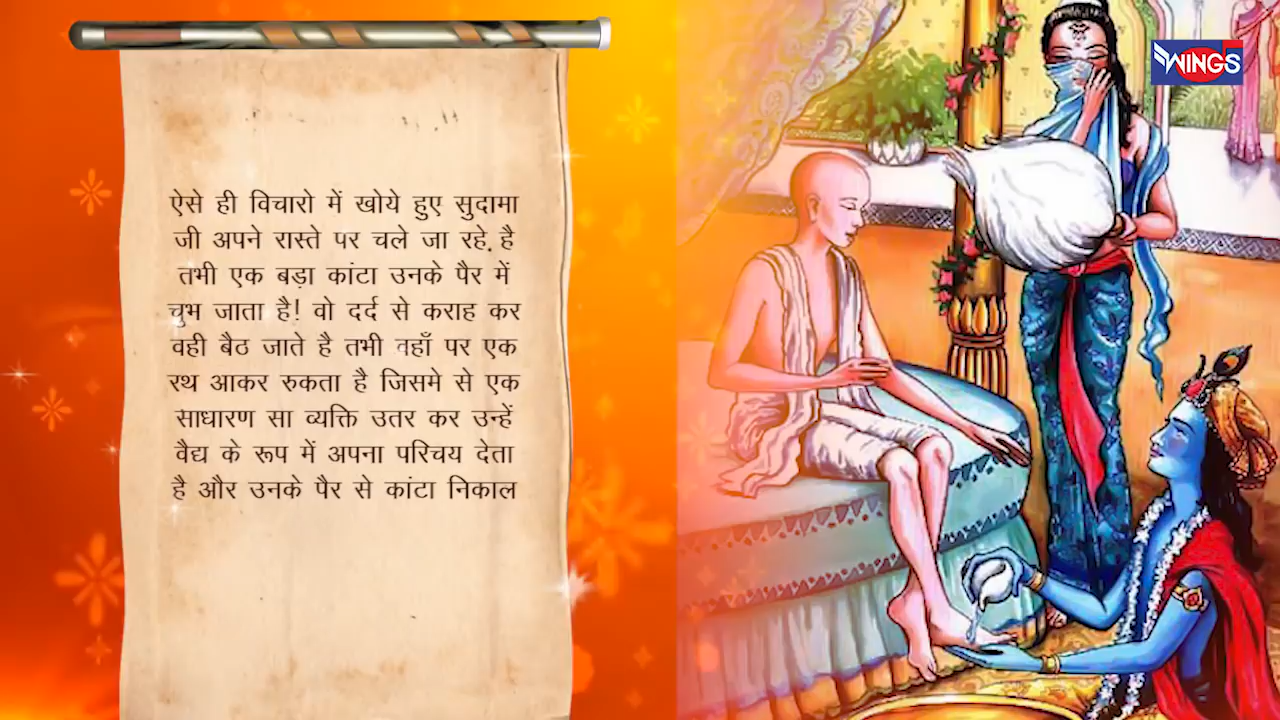 ऐसे ही विचारो में खोये हुए सुदामा
जी अपने रास्ते पर चले जा रहे. है
तभी एक बड़ा कांटा उनके पैर में
चुभ जाता है! वो दर्द से कराह कर
वही बैठ जाते है तभी वहाँ पर एक
रथ आकर रुकता है जिसमे से एक
साधारण सा व्यक्ति उतर कर उन्हें
वैद्य के रूप में अपना परिचय देता
है और उनके पैर से कांटा निकाल
WINGS